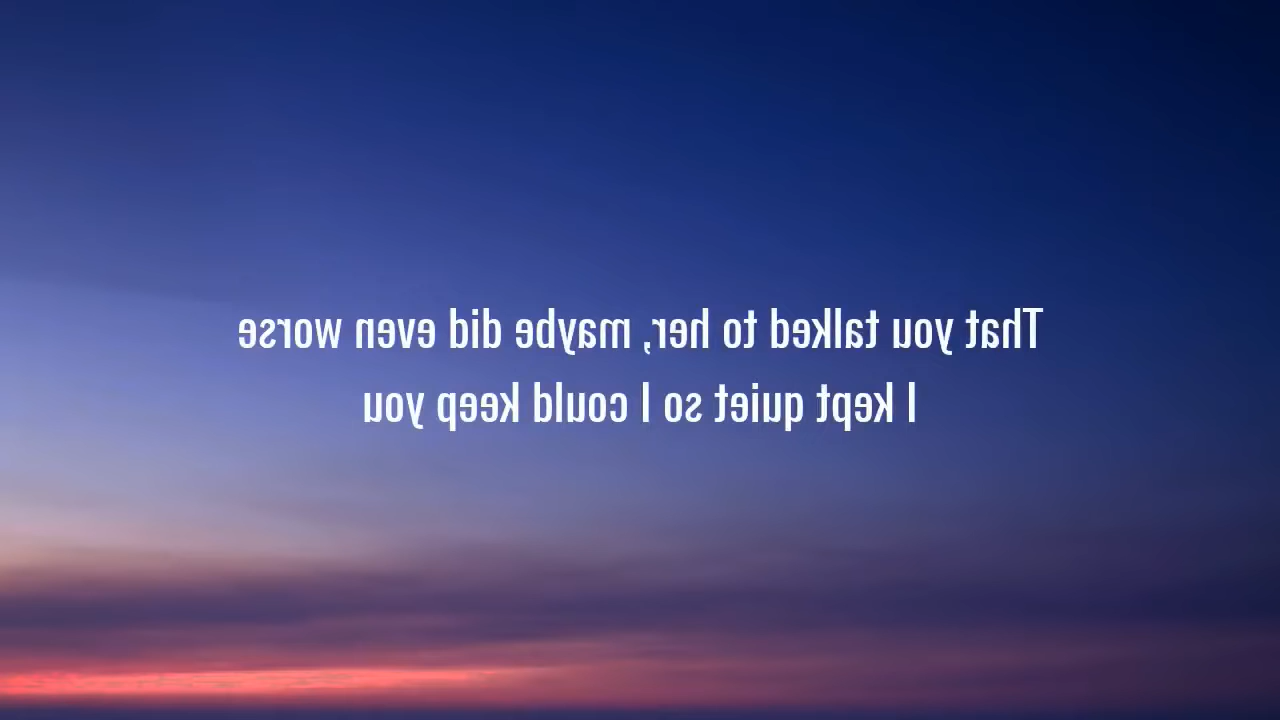 That you talked to her, maybe did even worse
I kept quiet so I could keep you